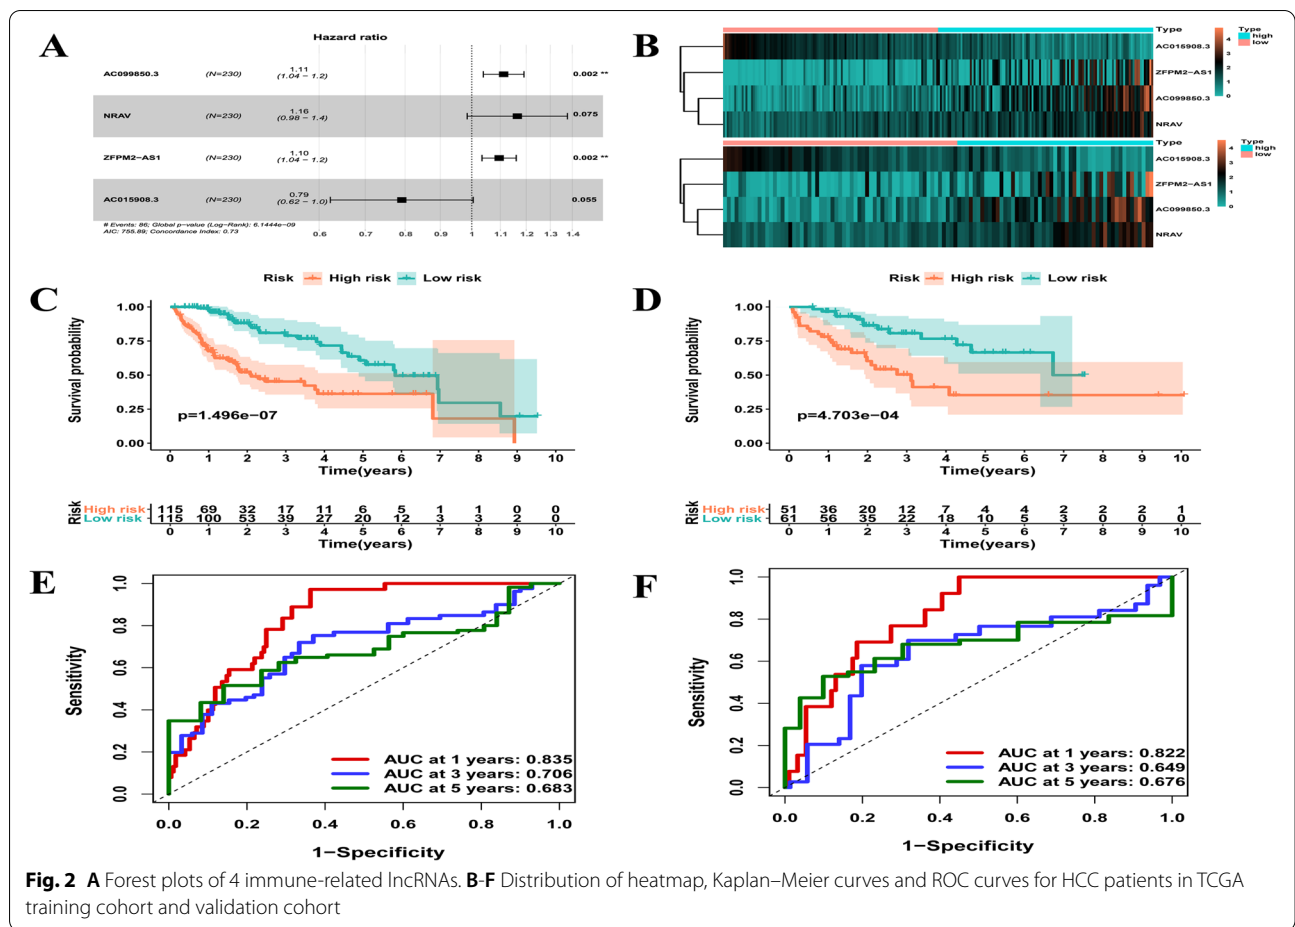 A
Hazard ratio
AC099850.3 (N=230) 1.11 (1.04 − 1.2) 0.002 **
NRAV (N=230) 1.16 (0.98 − 1.4) 0.075
ZFPM2−AS1 (N=230) 1.10 (1.04 − 1.2) 0.002 **
AC015908.3 (N=230) 0.79 (0.62 − 1.0) 0.055
# Events: 86; Global p−value (Log−Rank): 6.1444e−09
AIC: 755.89; Concordance Index: 0.73
0.6 0.7 0.8 0.9 1 1.1 1.2 1.3 1.4
B
Type
AC015908.3
ZFPM2−AS1
AC099850.3
NRAV
4
3
2
1
0
Type
high
low
Type
AC015908.3
ZFPM2−AS1
AC099850.3
NRAV
4
3
2
1
0
Type
high
low
C
Risk High risk Low risk
Survival probability
1.00
0.75
0.50
0.25
0.00
p=1.496e−07
0 1 2 3 4 5 6 7 8 9 10
Time(years)
Risk
High risk 115 69 32 17 11 6 5 1 1 0 0
Low risk 115 100 53 39 27 20 12 3 3 2 0
0 1 2 3 4 5 6 7 8 9 10
Time(years)
D
Risk High risk Low risk
Survival probability
1.00
0.75
0.50
0.25
0.00
p=4.703e−04
0 1 2 3 4 5 6 7 8 9 10
Time(years)
Risk
High risk 51 36 20 12 7 4 4 2 2 2 1
Low risk 61 56 35 22 18 10 5 3 0 0 0
0 1 2 3 4 5 6 7 8 9 10
Time(years)
E
Sensitivity
1.0
0.8
0.6
0.4
0.2
0.0
AUC at 1 years: 0.835
AUC at 3 years: 0.706
AUC at 5 years: 0.683
0.0 0.2 0.4 0.6 0.8 1.0
1−Specificity
F
Sensitivity
1.0
0.8
0.6
0.4
0.2
0.0
AUC at 1 years: 0.822
AUC at 3 years: 0.649
AUC at 5 years: 0.676
0.0 0.2 0.4 0.6 0.8 1.0
1−Specificity
Fig. 2 A Forest plots of 4 immune-related lncRNAs. B-F Distribution of heatmap, Kaplan–Meier curves and ROC curves for HCC patients in TCGA
training cohort and validation cohort